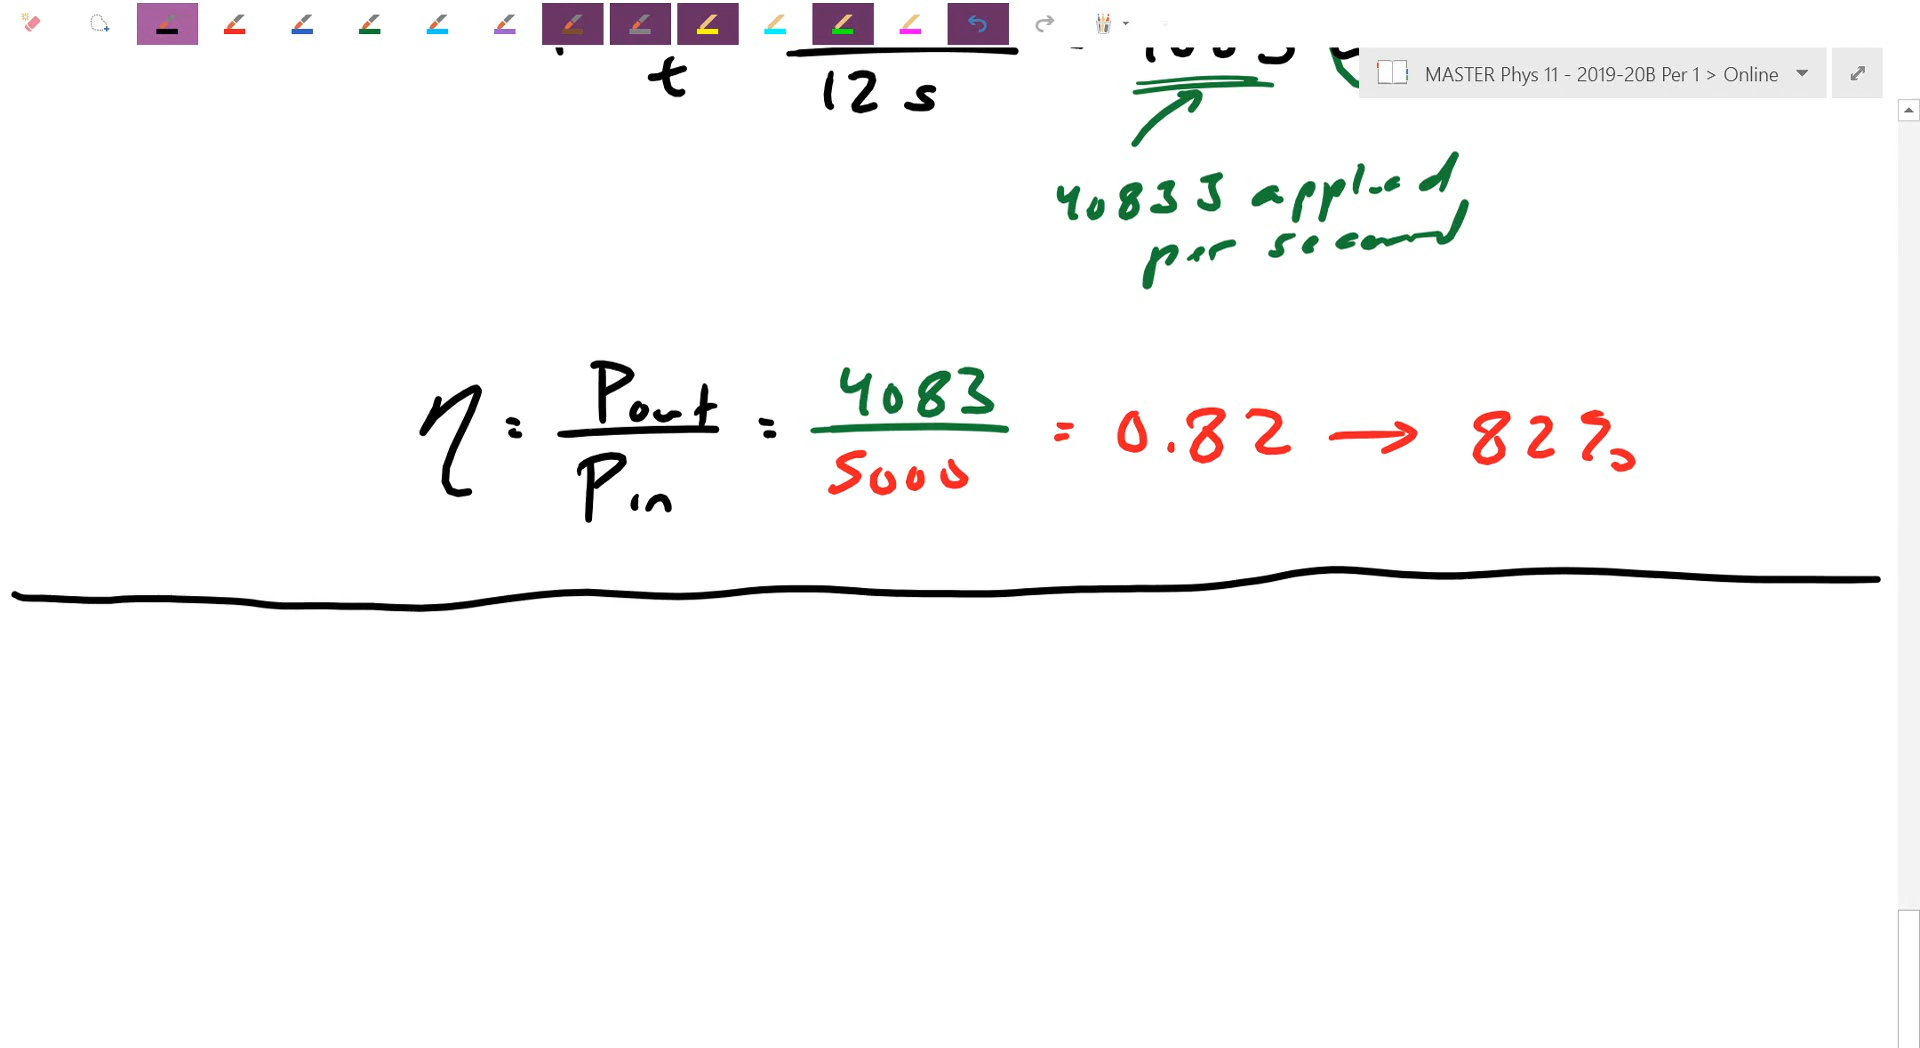 t
12 s
MASTER Phys 11 - 2019-20B Per 1 > Online
4083 J applied
per second
η = Pout / Pin = 4083 / 5000 = 0.82 → 82%